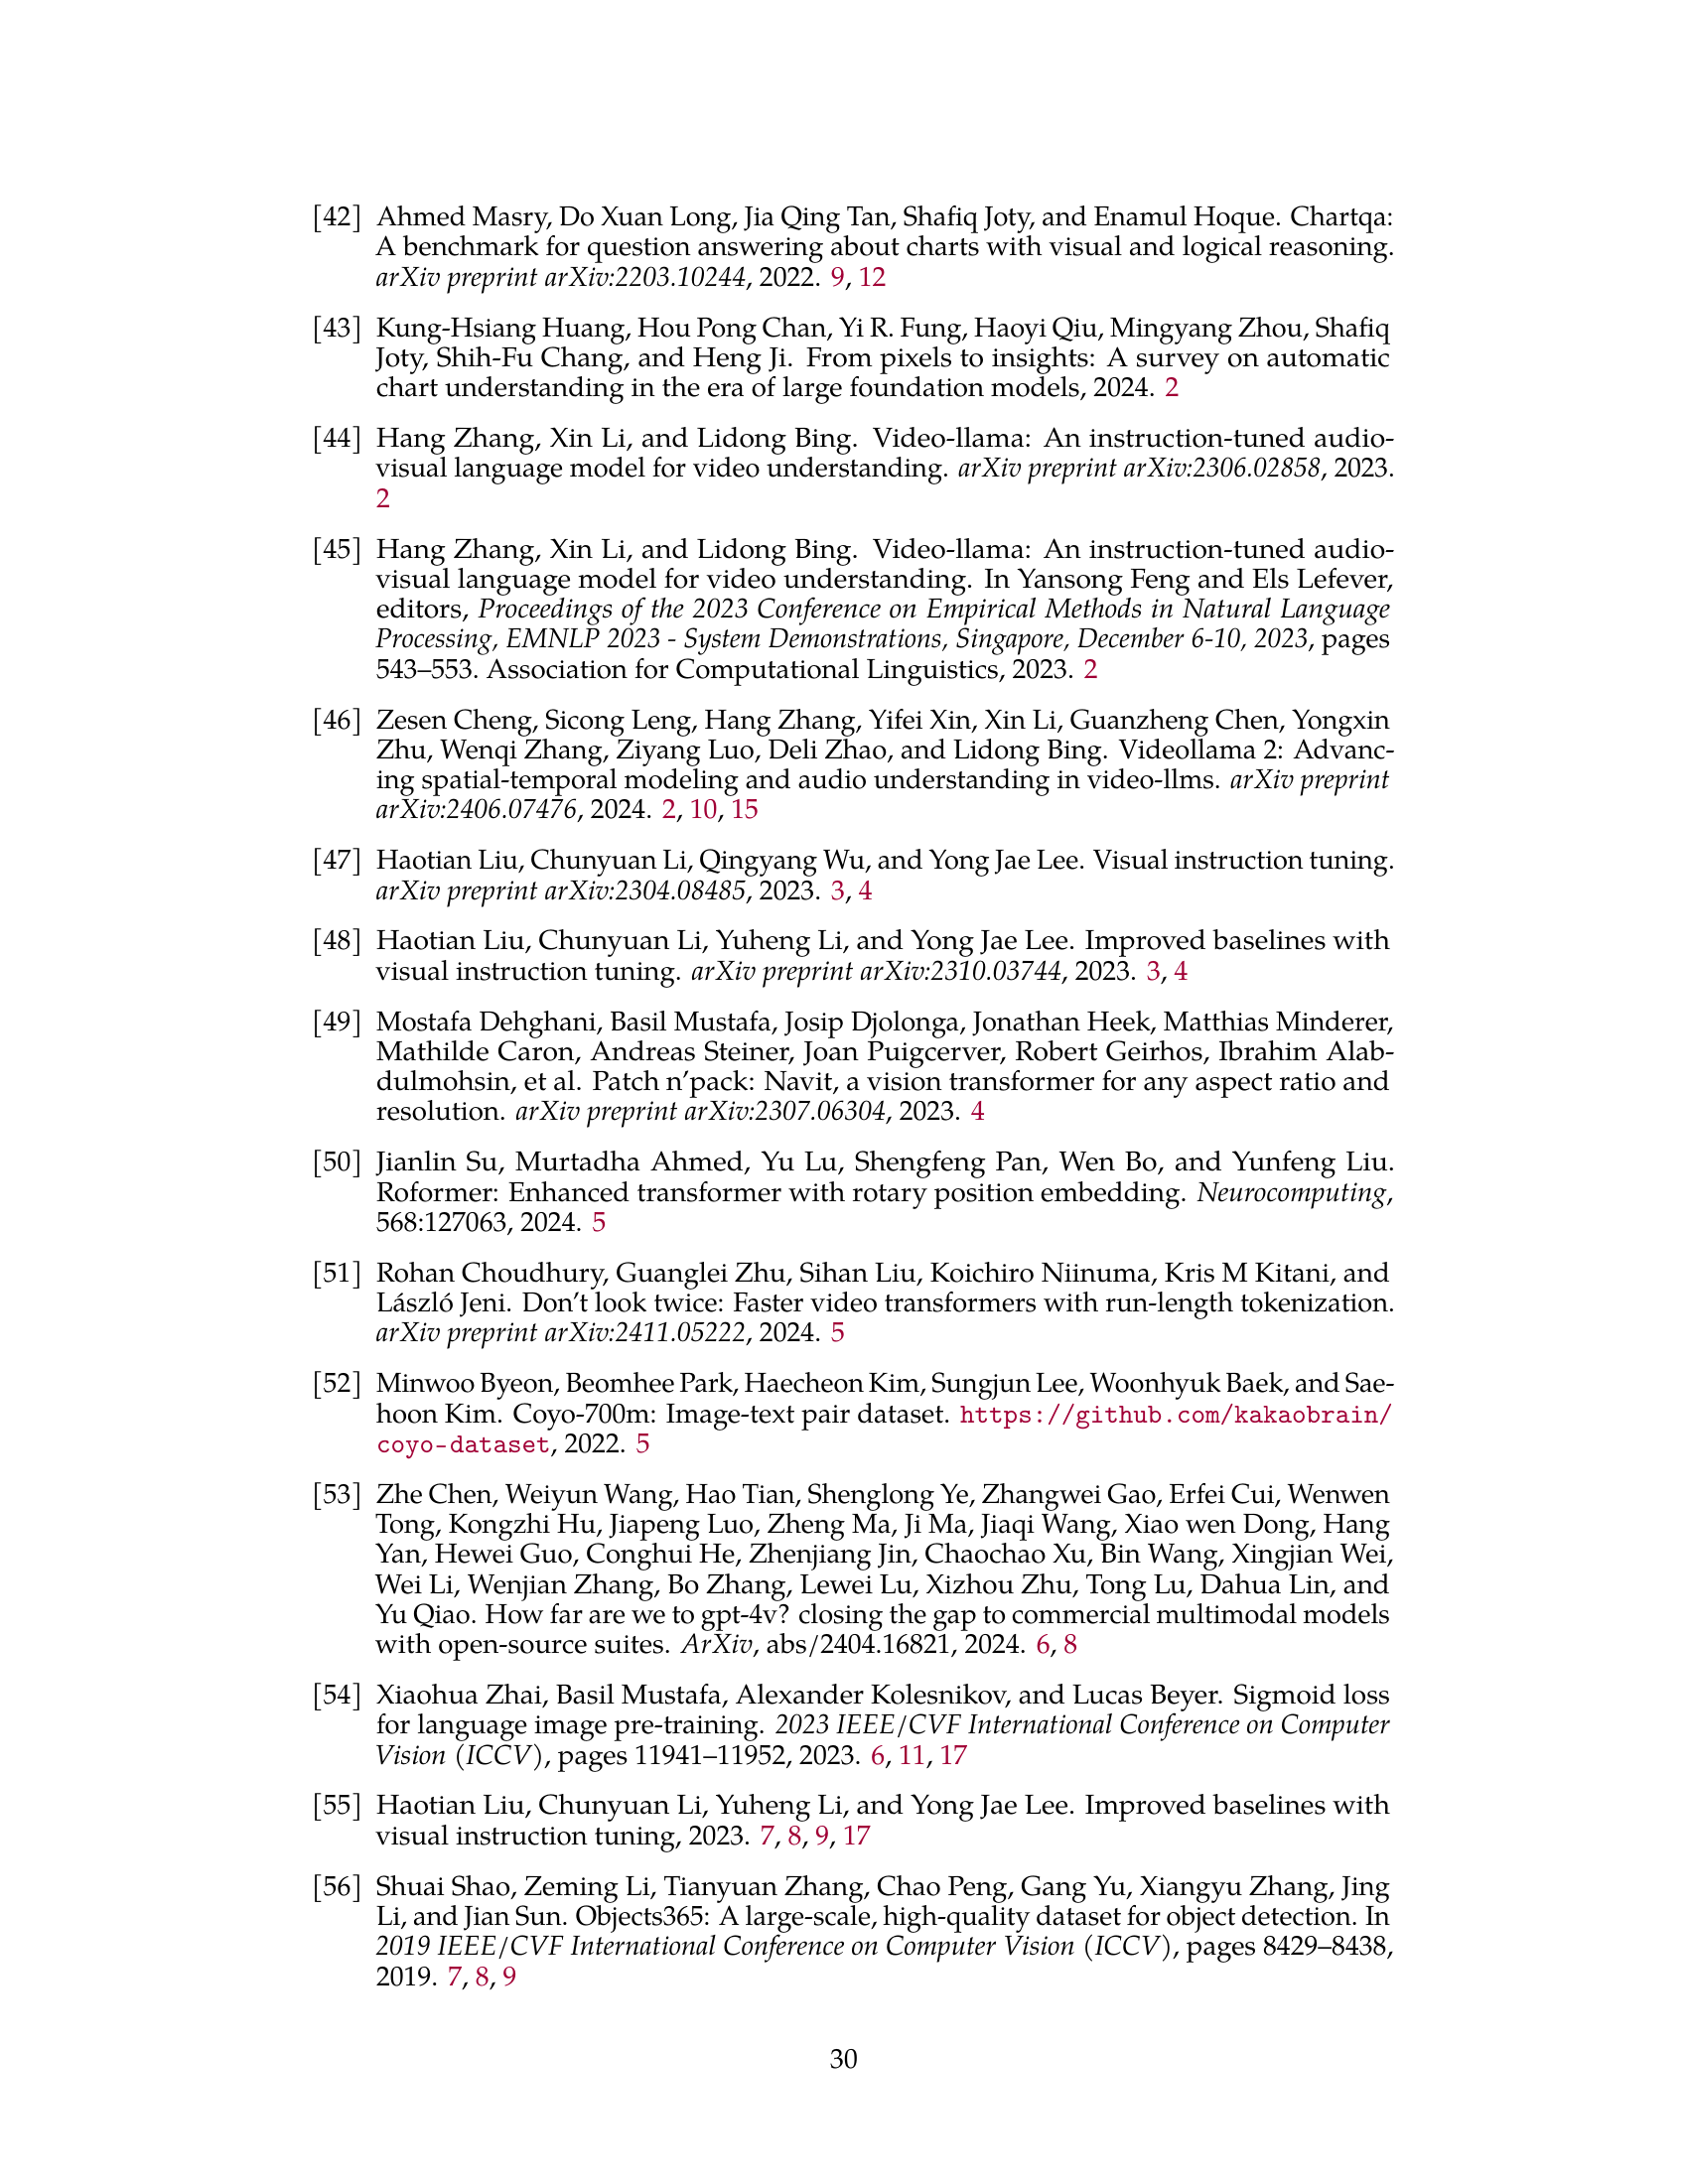 [42] Ahmed Masry, Do Xuan Long, Jia Qing Tan, Shafiq Joty, and Enamul Hoque. Chartqa:
A benchmark for question answering about charts with visual and logical reasoning.
arXiv preprint arXiv:2203.10244, 2022. 9, 12
[43] Kung-Hsiang Huang, Hou Pong Chan, Yi R. Fung, Haoyi Qiu, Mingyang Zhou, Shafiq
Joty, Shih-Fu Chang, and Heng Ji. From pixels to insights: A survey on automatic
chart understanding in the era of large foundation models, 2024. 2
[44] Hang Zhang, Xin Li, and Lidong Bing. Video-llama: An instruction-tuned audio-
visual language model for video understanding. arXiv preprint arXiv:2306.02858, 2023.
2
[45] Hang Zhang, Xin Li, and Lidong Bing. Video-llama: An instruction-tuned audio-
visual language model for video understanding. In Yansong Feng and Els Lefever,
editors, Proceedings of the 2023 Conference on Empirical Methods in Natural Language
Processing, EMNLP 2023 - System Demonstrations, Singapore, December 6-10, 2023, pages
543–553. Association for Computational Linguistics, 2023. 2
[46] Zesen Cheng, Sicong Leng, Hang Zhang, Yifei Xin, Xin Li, Guanzheng Chen, Yongxin
Zhu, Wenqi Zhang, Ziyang Luo, Deli Zhao, and Lidong Bing. Videollama 2: Advanc-
ing spatial-temporal modeling and audio understanding in video-llms. arXiv preprint
arXiv:2406.07476, 2024. 2, 10, 15
[47] Haotian Liu, Chunyuan Li, Qingyang Wu, and Yong Jae Lee. Visual instruction tuning.
arXiv preprint arXiv:2304.08485, 2023. 3, 4
[48] Haotian Liu, Chunyuan Li, Yuheng Li, and Yong Jae Lee. Improved baselines with
visual instruction tuning. arXiv preprint arXiv:2310.03744, 2023. 3, 4
[49] Mostafa Dehghani, Basil Mustafa, Josip Djolonga, Jonathan Heek, Matthias Minderer,
Mathilde Caron, Andreas Steiner, Joan Puigcerver, Robert Geirhos, Ibrahim Alab-
dulmohsin, et al. Patch n'pack: Navit, a vision transformer for any aspect ratio and
resolution. arXiv preprint arXiv:2307.06304, 2023. 4
[50] Jianlin Su, Murtadha Ahmed, Yu Lu, Shengfeng Pan, Wen Bo, and Yunfeng Liu.
Roformer: Enhanced transformer with rotary position embedding. Neurocomputing,
568:127063, 2024. 5
[51] Rohan Choudhury, Guanglei Zhu, Sihan Liu, Koichiro Niinuma, Kris M Kitani, and
László Jeni. Don't look twice: Faster video transformers with run-length tokenization.
arXiv preprint arXiv:2411.05222, 2024. 5
[52] Minwoo Byeon, Beomhee Park, Haecheon Kim, Sungjun Lee, Woonhyuk Baek, and Sae-
hoon Kim. Coyo-700m: Image-text pair dataset. https://github.com/kakaobrain/
coyo-dataset, 2022. 5
[53] Zhe Chen, Weiyun Wang, Hao Tian, Shenglong Ye, Zhangwei Gao, Erfei Cui, Wenwen
Tong, Kongzhi Hu, Jiapeng Luo, Zheng Ma, Ji Ma, Jiaqi Wang, Xiao wen Dong, Hang
Yan, Hewei Guo, Conghui He, Zhenjiang Jin, Chaochao Xu, Bin Wang, Xingjian Wei,
Wei Li, Wenjian Zhang, Bo Zhang, Lewei Lu, Xizhou Zhu, Tong Lu, Dahua Lin, and
Yu Qiao. How far are we to gpt-4v? closing the gap to commercial multimodal models
with open-source suites. ArXiv, abs/2404.16821, 2024. 6, 8
[54] Xiaohua Zhai, Basil Mustafa, Alexander Kolesnikov, and Lucas Beyer. Sigmoid loss
for language image pre-training. 2023 IEEE/CVF International Conference on Computer
Vision (ICCV), pages 11941–11952, 2023. 6, 11, 17
[55] Haotian Liu, Chunyuan Li, Yuheng Li, and Yong Jae Lee. Improved baselines with
visual instruction tuning, 2023. 7, 8, 9, 17
[56] Shuai Shao, Zeming Li, Tianyuan Zhang, Chao Peng, Gang Yu, Xiangyu Zhang, Jing
Li, and Jian Sun. Objects365: A large-scale, high-quality dataset for object detection. In
2019 IEEE/CVF International Conference on Computer Vision (ICCV), pages 8429–8438,
2019. 7, 8, 9
30